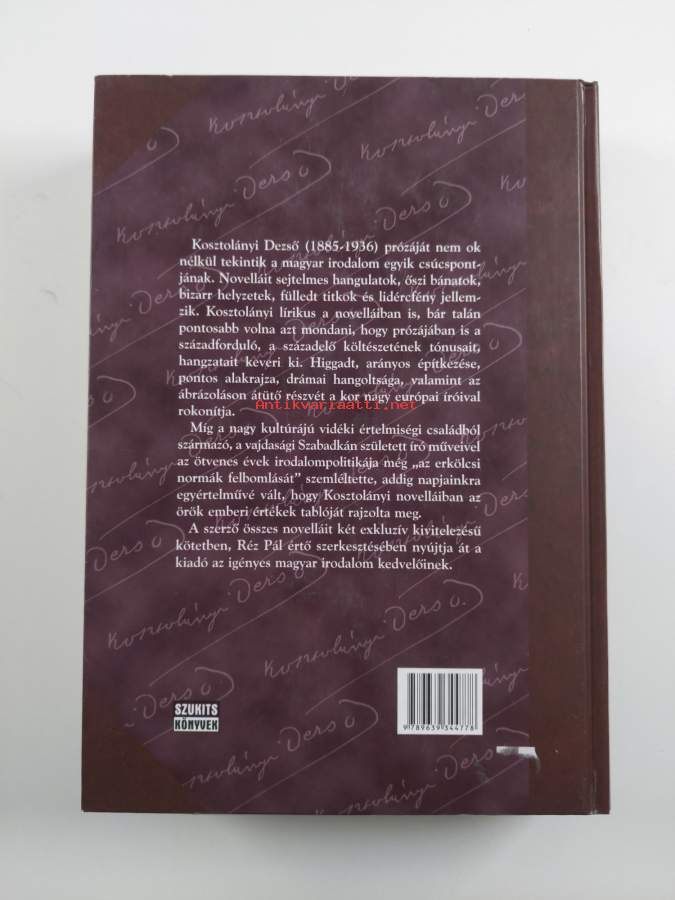 Kosztolányi Dezső
Kosztolányi Dezső (1885-1936) prózáját nem ok
nélkül tekintik a magyar irodalom egyik csúcspont-
jának. Novelláit sejtelmes hangulatok, őszi bánatok,
bizarr helyzetek, fülledt titkok és lidércfény jellem-
zik. Kosztolányi lírikus a novelláiban is, bár talán
pontosabb volna azt mondani, hogy prózájában is a
századforduló, a századelő költészetének tónusait,
hangzatait keveri ki. Higgadt, arányos építkezése,
pontos alakrajza, drámai hangoltsága, valamint az
ábrázoláson átütő részvét a kor nagy európai íróival
Antikvariaatti.net
rokonítja.
Míg a nagy kultúrájú vidéki értelmiségi családból
származó, a vajdasági Szabadkán született író műveivel
az ötvenes évek irodalompolitikája még „az erkölcsi
normák felbomlását” szemléltette, addig napjainkra
egyértelművé vált, hogy Kosztolányi novelláiban az
örök emberi értékek tablóját rajzolta meg.
A szerző összes novelláit két exkluzív kivitelezésű
kötetben, Réz Pál értő szerkesztésében nyújtja át a
kiadó az igényes magyar irodalom kedvelőinek.
SZUKITS
KÖNYVEK
9789639344776